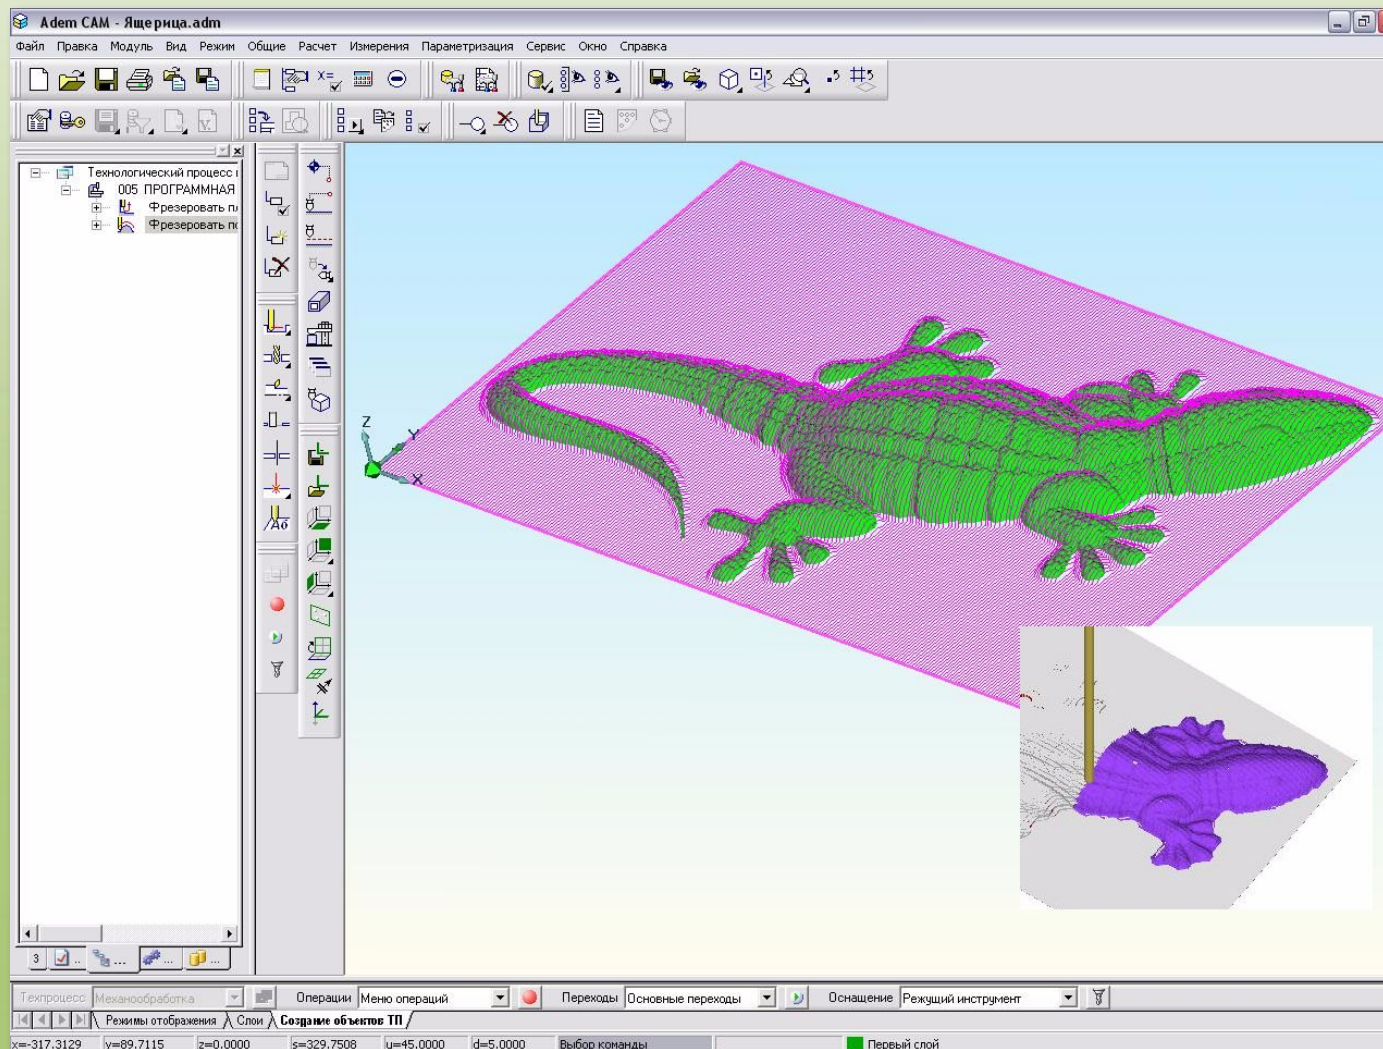 Adem CAM - Ящерица.adm
Файл Правка Модуль Вид Режим Общие Расчет Измерения Параметризация Сервис Окно Справка
Технологический процесс
005 ПРОГРАММНАЯ
Фрезеровать
Фрезеровать
Z
Y
X
3
Техпроцесс Механообработка Операции Меню операций Переходы Основные переходы Оснащение Режущий инструмент
Режимы отображения Слои Создание объектов ТП
x=-317.3129 y=89.7115 z=0.0000 s=329.7508 u=45.0000 d=5.0000 Выбор команды Первый слой